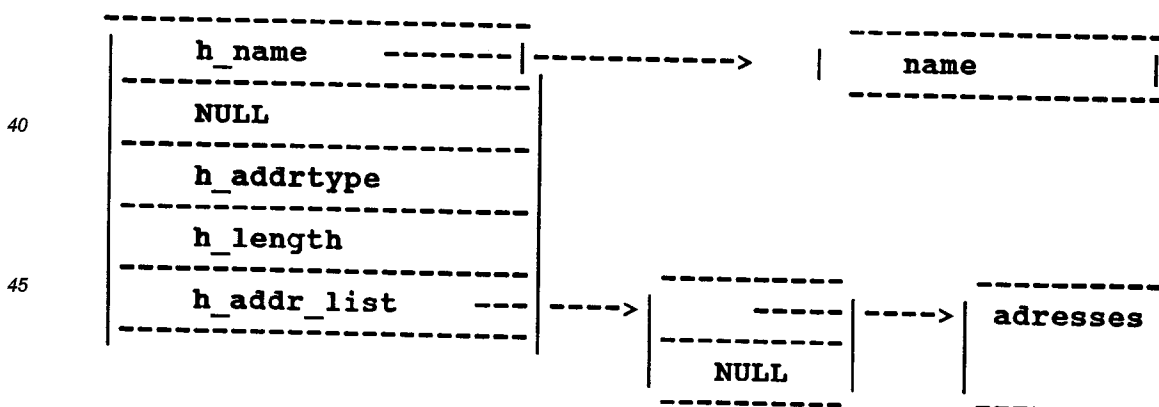 h_name name
40 NULL
h_addrtype
h_length
45 h_addr_list adresses
NULL